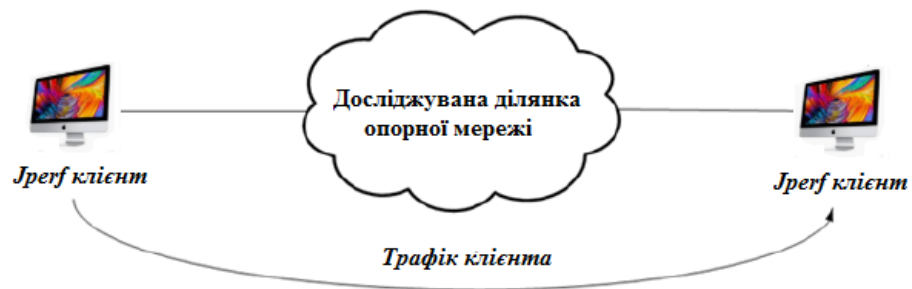 Досліджувана ділянка
опорної мережі
Jperf клієнт
Jperf клієнт
Трафік клієнта